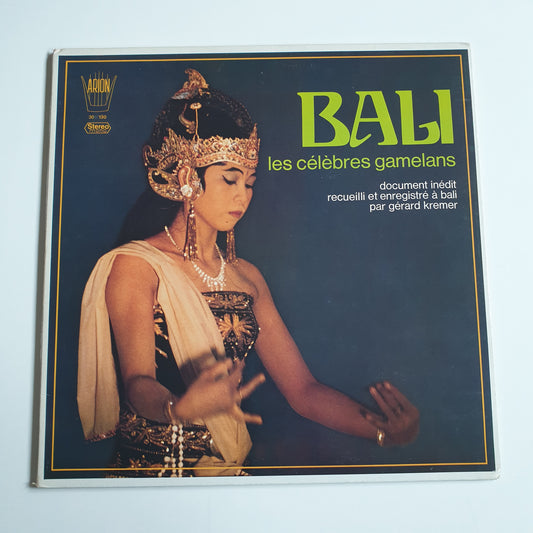 ARION
30 · 130
Stereo
BALI
les célèbres gamelans
document inédit
recueilli et enregistré à bali
par gérard kremer